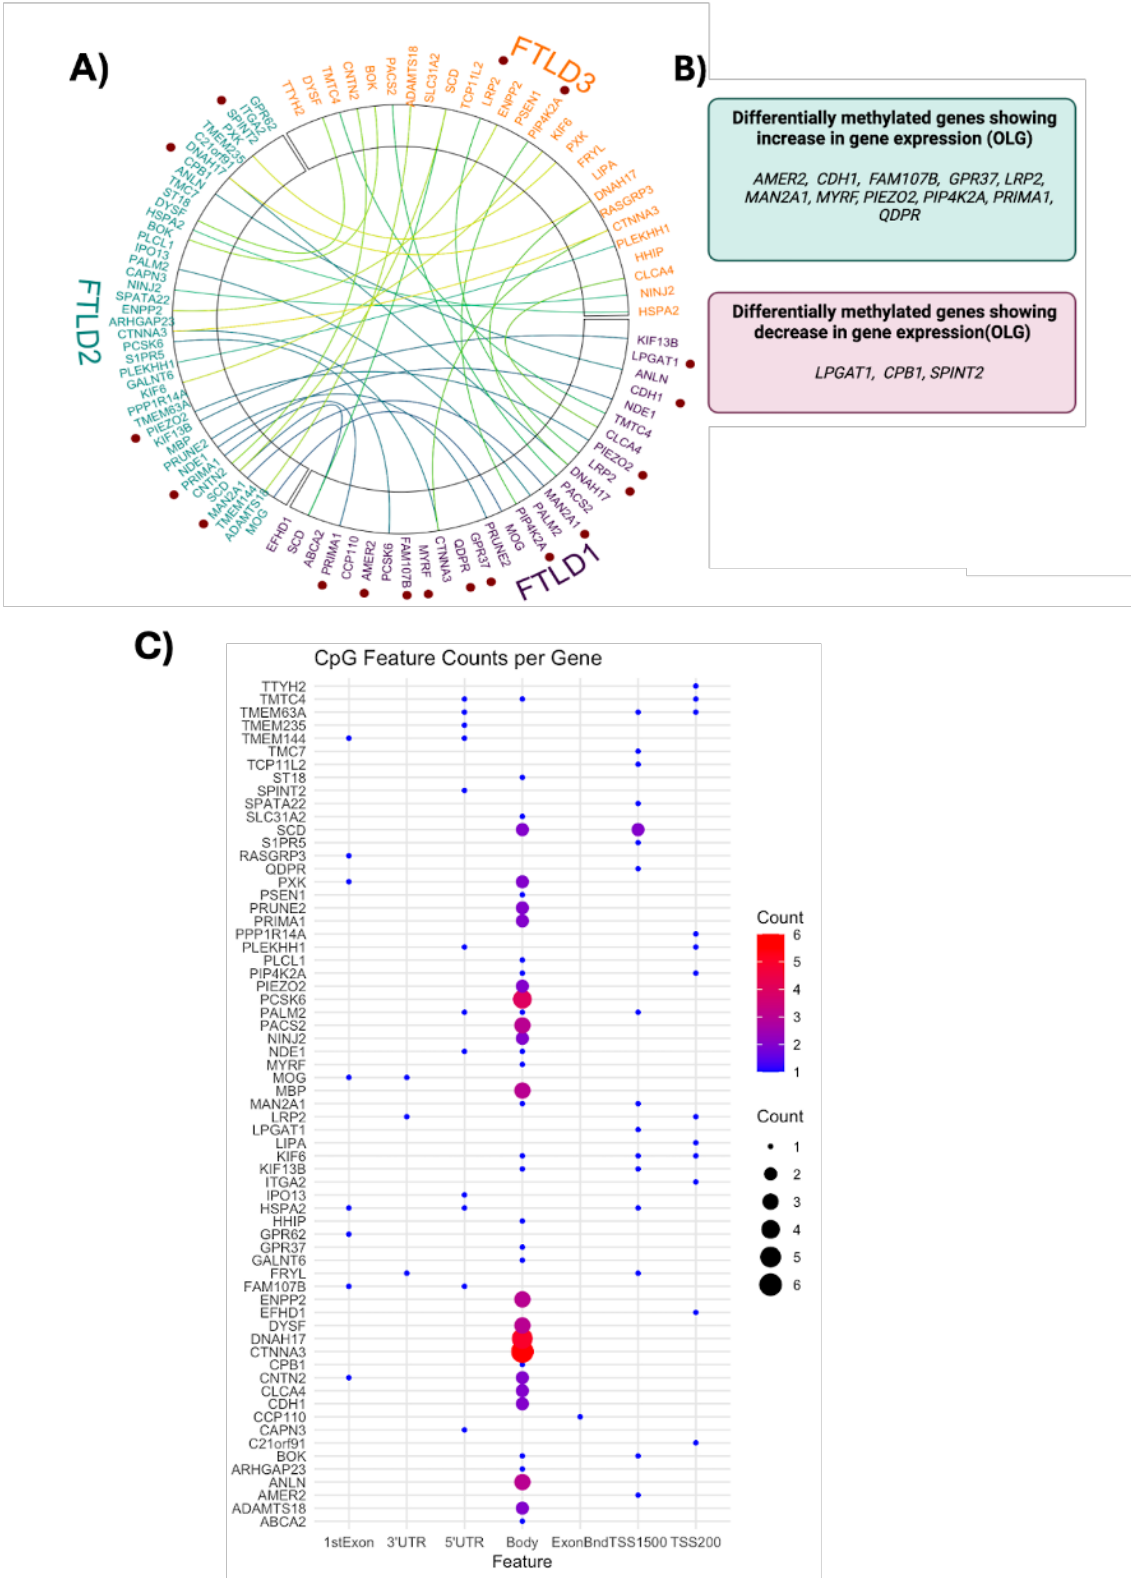 A)
FTLD3
TTYH2
DYSF
TMTC4
CNTN2
BOK
PACS2
ADAMTS18
SLC31A2
SCD
TCP11L2
LRP2
ENPP2
PSEN1
PIP4K2A
KIF6
PXK
FRYL
LIPA
DNAH17
RASGRP3
CTNNA3
PLEKHH1
HHIP
CLCA4
NINJ2
HSPA2
KIF13B
LPGAT1
ANLN
CDH1
NDE1
TMTC4
CLCA4
PIEZO2
LRP2
DNAH17
PACS2
MAN2A1
PALM2
PIP4K2A
MOG
PRUNE2
GPR37
QDPR
CTNNA3
MYRF
FAM107B
PCSK6
AMER2
CCP110
PRIMA1
ABCA2
SCD
EFHD1
FTLD1
FTLD2
GPR62
ITGA2
SPINT2
PXK
TMEM235
C21orf91
DNAH17
CPB1
ANLN
TMC7
ST18
DYSF
HSPA2
BOK
PLCL1
IPO13
PALM2
CAPN3
NINJ2
SPATA22
ENPP2
ARHGAP23
CTNNA3
PCSK6
S1PR5
PLEKHH1
GALNT6
KIF6
PPP1R14A
TMEM63A
PIEZO2
KIF13B
MBP
PRUNE2
NDE1
PRIMA1
CNTN2
SCD
MAN2A1
TMEM144
ADAMTS18
MOG
B)
Differentially methylated genes showing
increase in gene expression (OLG)
AMER2, CDH1, FAM107B, GPR37, LRP2,
MAN2A1, MYRF, PIEZO2, PIP4K2A, PRIMA1,
QDPR
Differentially methylated genes showing
decrease in gene expression(OLG)
LPGAT1, CPB1, SPINT2
C)
CpG Feature Counts per Gene
TTYH2
TMTC4
TMEM63A
TMEM235
TMEM144
TMC7
TCP11L2
ST18
SPINT2
SPATA22
SLC31A2
SCD
S1PR5
RASGRP3
QDPR
PXK
PSEN1
PRUNE2
PRIMA1
PPP1R14A
PLEKHH1
PLCL1
PIP4K2A
PIEZO2
PCSK6
PALM2
PACS2
NINJ2
NDE1
MYRF
MOG
MBP
MAN2A1
LRP2
LPGAT1
LIPA
KIF6
KIF13B
ITGA2
IPO13
HSPA2
HHIP
GPR62
GPR37
GALNT6
FRYL
FAM107B
ENPP2
EFHD1
DYSF
DNAH17
CTNNA3
CPB1
CNTN2
CLCA4
CDH1
CCP110
CAPN3
C21orf91
BOK
ARHGAP23
ANLN
AMER2
ADAMTS18
ABCA2
1stExon 3'UTR 5'UTR Body ExonBnd TSS1500 TSS200
Feature
Count
6
5
4
3
2
1
Count
1
2
3
4
5
6